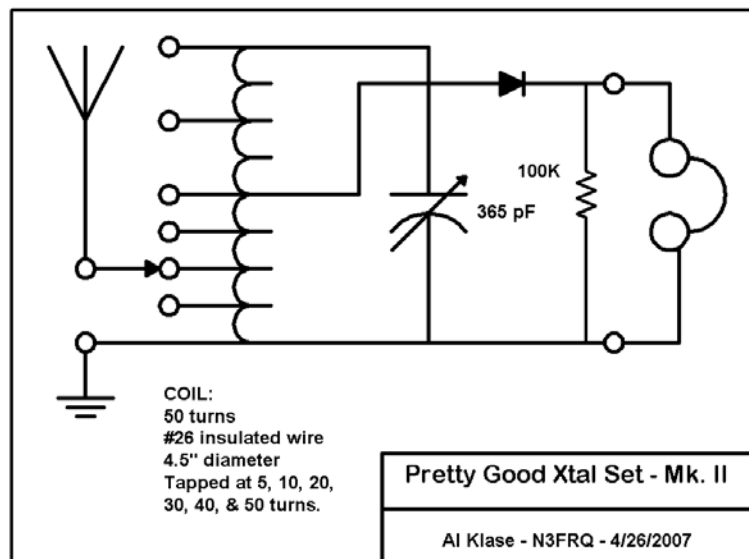 100K
365 pF
COIL:
50 turns
#26 insulated wire
4.5" diameter
Tapped at 5, 10, 20,
30, 40, & 50 turns.
Pretty Good Xtal Set - Mk. II
Al Klase - N3FRQ - 4/26/2007